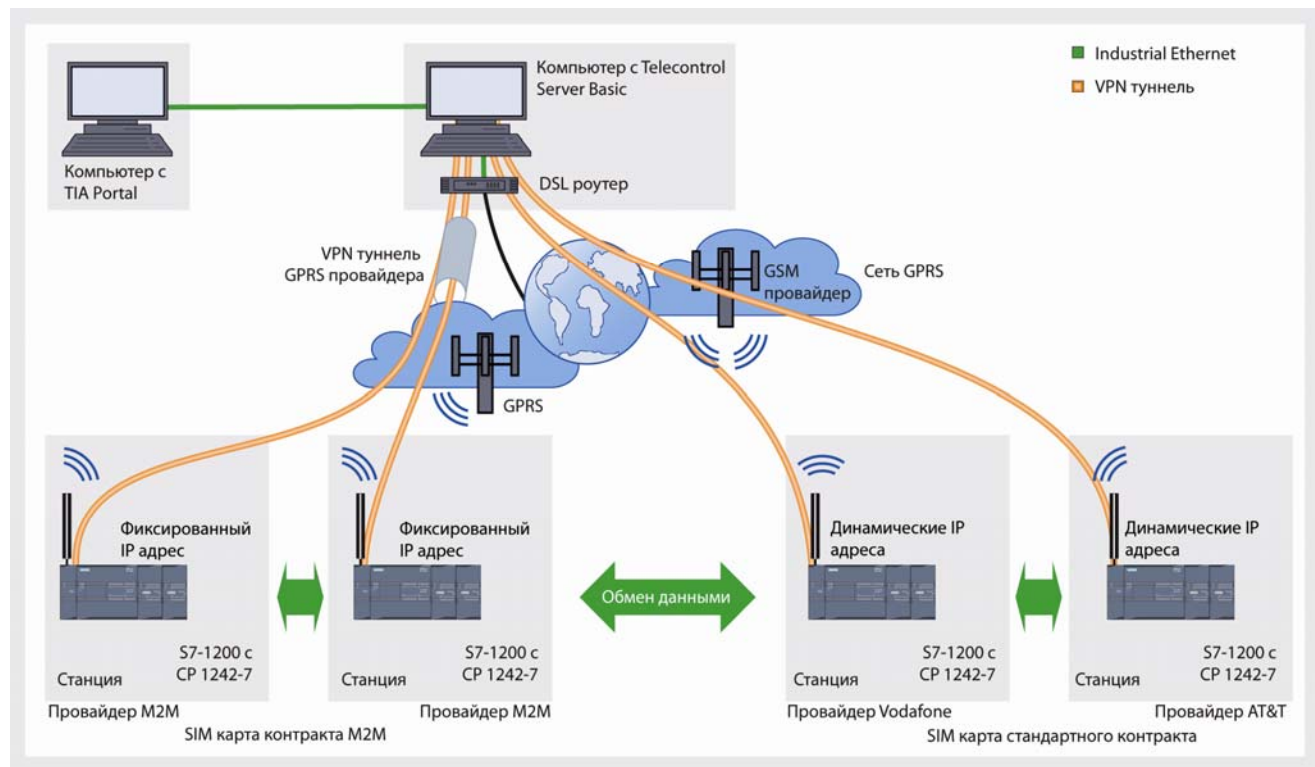 Industrial Ethernet
VPN туннель
Компьютер с Telecontrol
Server Basic
Компьютер с
TIA Portal
DSL роутер
VPN туннель
GPRS провайдера
GSM
провайдер
Сеть GPRS
GPRS
Фиксированный
IP адрес
Фиксированный
IP адрес
Динамические IP
адреса
Динамические IP
адреса
Обмен данными
S7-1200 с
CP 1242-7
Станция
S7-1200 с
CP 1242-7
Станция
S7-1200 с
CP 1242-7
Станция
S7-1200 с
CP 1242-7
Станция
Провайдер M2M
Провайдер M2M
Провайдер Vodafone
Провайдер AT&T
SIM карта контракта M2M
SIM карта стандартного контракта